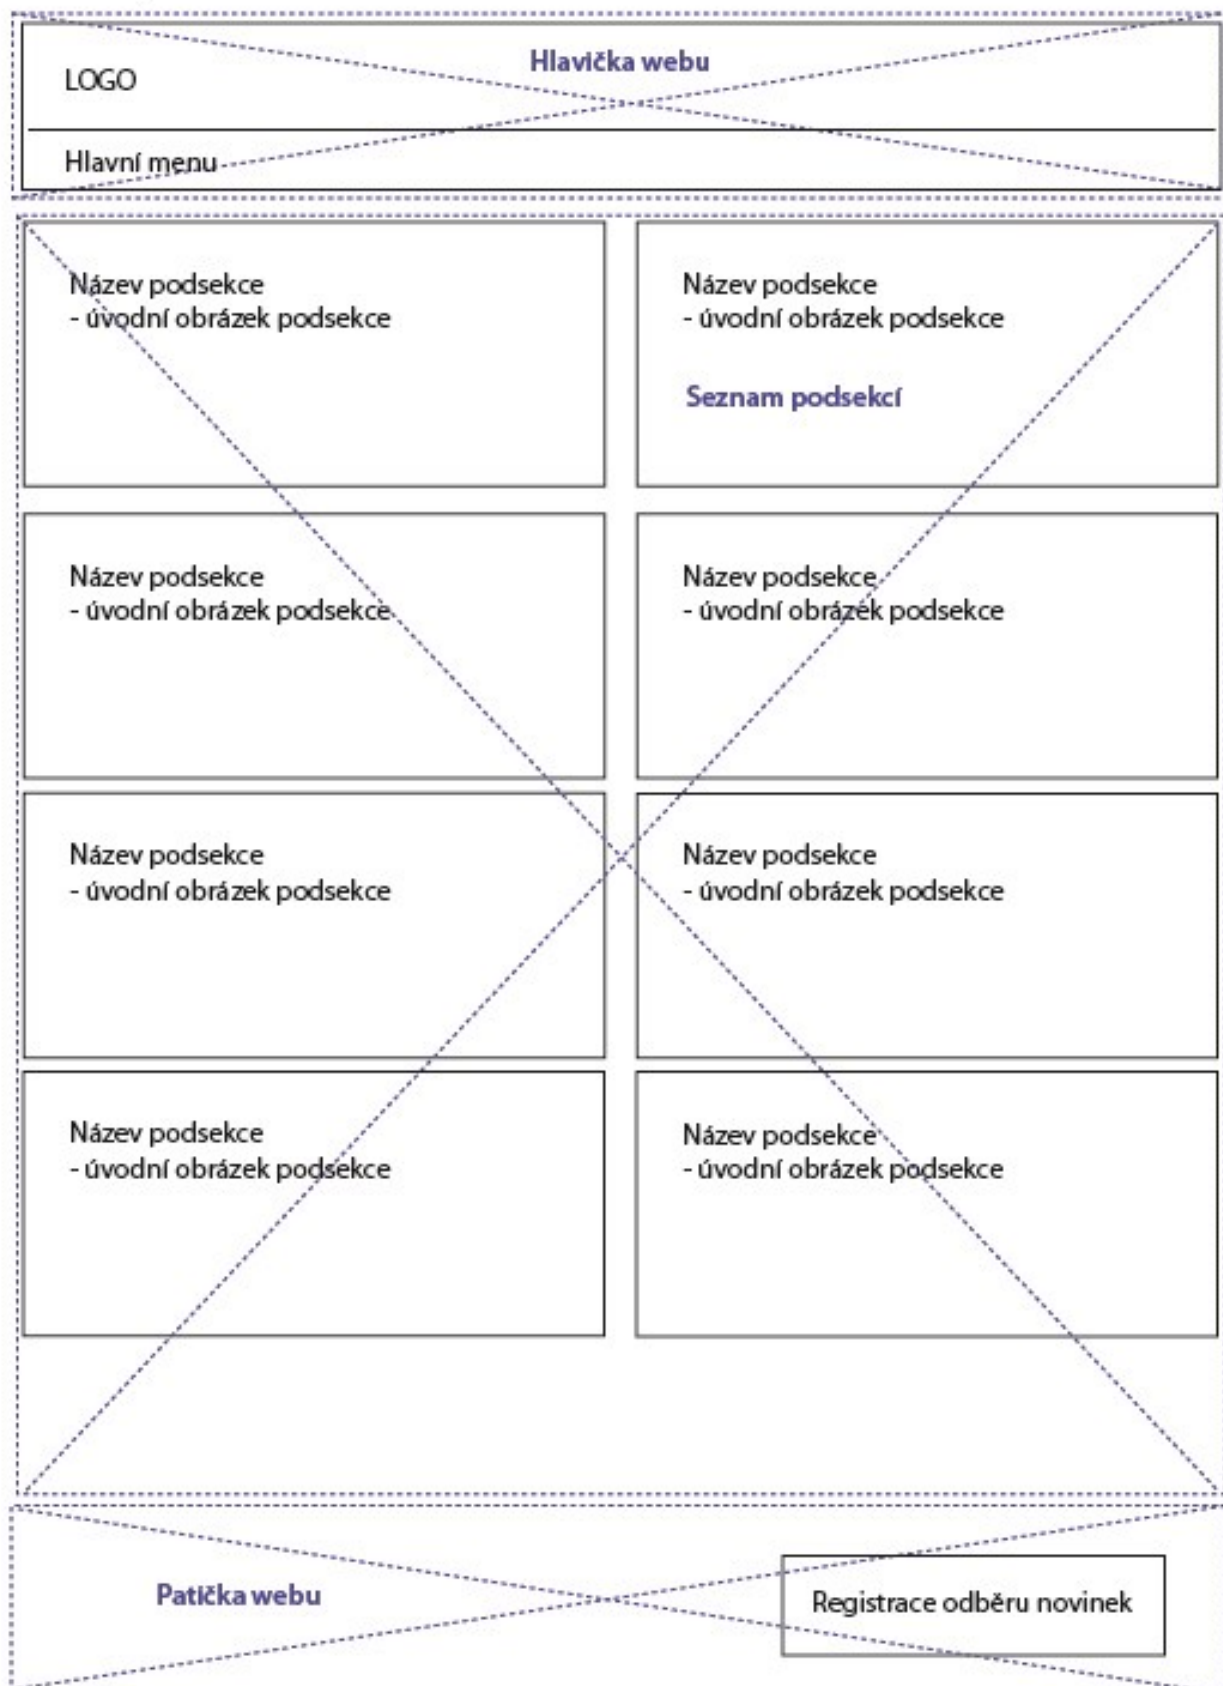 Hlavička webu
LOGO
Hlavní menu
Název podsekce
- úvodní obrázek podsekce
Název podsekce
- úvodní obrázek podsekce
Seznam podsekcí
Název podsekce
- úvodní obrázek podsekce
Název podsekce
- úvodní obrázek podsekce
Název podsekce
- úvodní obrázek podsekce
Název podsekce
- úvodní obrázek podsekce
Název podsekce
- úvodní obrázek podsekce
Název podsekce
- úvodní obrázek podsekce
Patička webu
Registrace odběru novinek